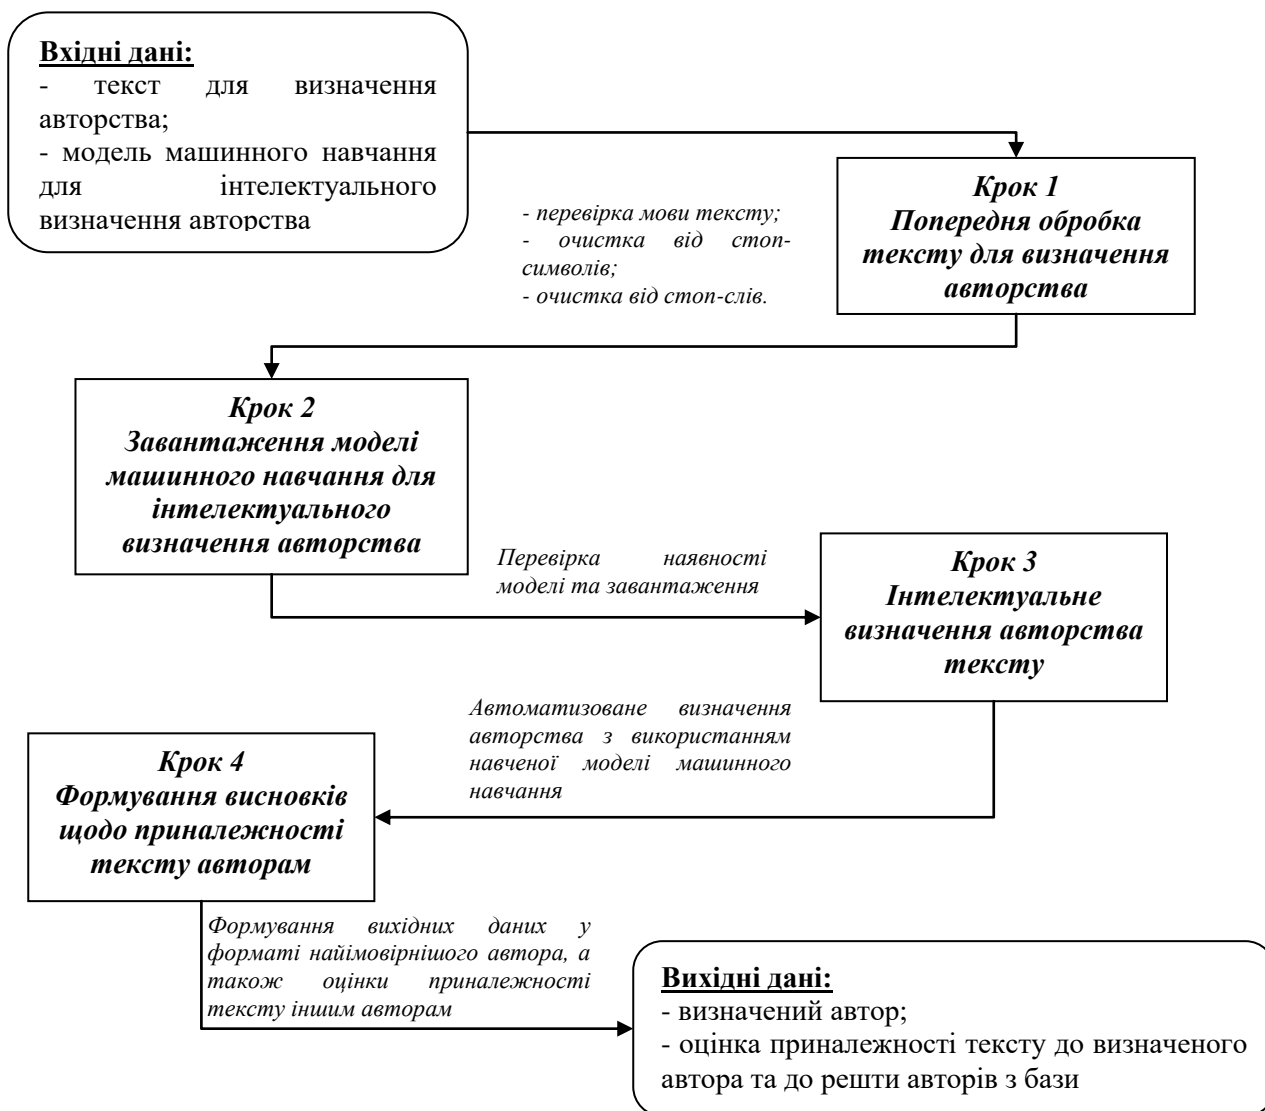 Вхідні дані:
- текст для визначення
авторства;
- модель машинного навчання
для інтелектуального
визначення авторства
Крок 1
Попередня обробка
тексту для визначення
авторства
- перевірка мови тексту;
- очистка від стоп-
символів;
- очистка від стоп-слів.
Крок 2
Завантаження моделі
машинного навчання для
інтелектуального
визначення авторства
Перевірка наявності
моделі та завантаження
Крок 3
Інтелектуальне
визначення авторства
тексту
Автоматизоване визначення
авторства з використанням
навченої моделі машинного
навчання
Крок 4
Формування висновків
щодо приналежності
тексту авторам
Формування вихідних даних у
форматі найімовірнішого автора, а
також оцінки приналежності
тексту іншим авторам
Вихідні дані:
- визначений автор;
- оцінка приналежності тексту до визначеного
автора та до решти авторів з бази